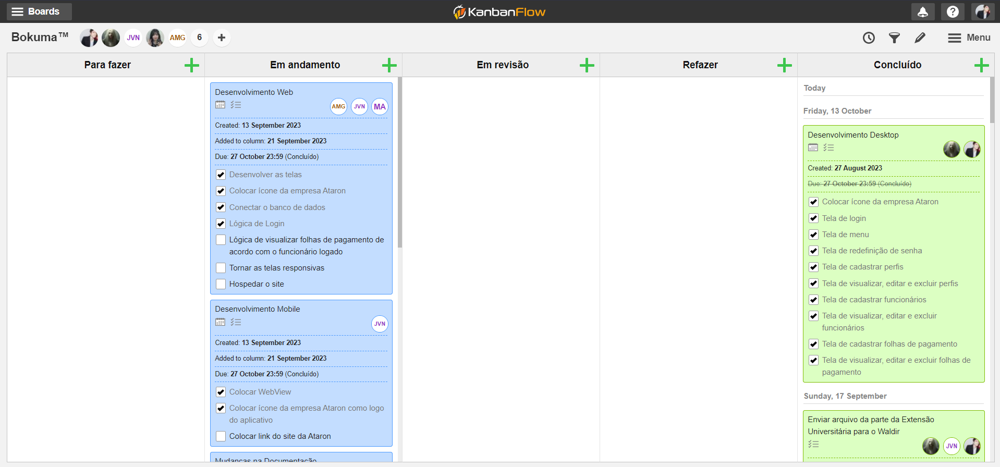 Boards
KanbanFlow
Bokuma™
JVN
AMG
6
Menu
Para fazer
Em andamento
Em revisão
Refazer
Concluído
Desenvolvimento Web
AMG
JVN
MA
Created: 13 September 2023
Added to column: 21 September 2023
Due: 27 October 23:59 (Concluído)
Desenvolver as telas
Colocar ícone da empresa Ataron
Conectar o banco de dados
Lógica de Login
Lógica de visualizar folhas de pagamento de
acordo com o funcionário logado
Tornar as telas responsivas
Hospedar o site
Desenvolvimento Mobile
JVN
Created: 13 September 2023
Added to column: 21 September 2023
Due: 27 October 23:59 (Concluído)
Colocar WebView
Colocar ícone da empresa Ataron como logo
do aplicativo
Colocar link do site da Ataron
Mudanças na Documentação
Today
Friday, 13 October
Desenvolvimento Desktop
Created: 27 August 2023
Due: 27 October 23:59 (Concluído)
Colocar ícone da empresa Ataron
Tela de login
Tela de menu
Tela de redefinição de senha
Tela de cadastrar perfis
Tela de visualizar, editar e excluir perfis
Tela de cadastrar funcionários
Tela de visualizar, editar e excluir
funcionários
Tela de cadastrar folhas de pagamento
Tela de visualizar, editar e excluir folhas de
pagamento
Sunday, 17 September
Enviar arquivo da parte da Extensão
Universitária para o Waldir
JVN